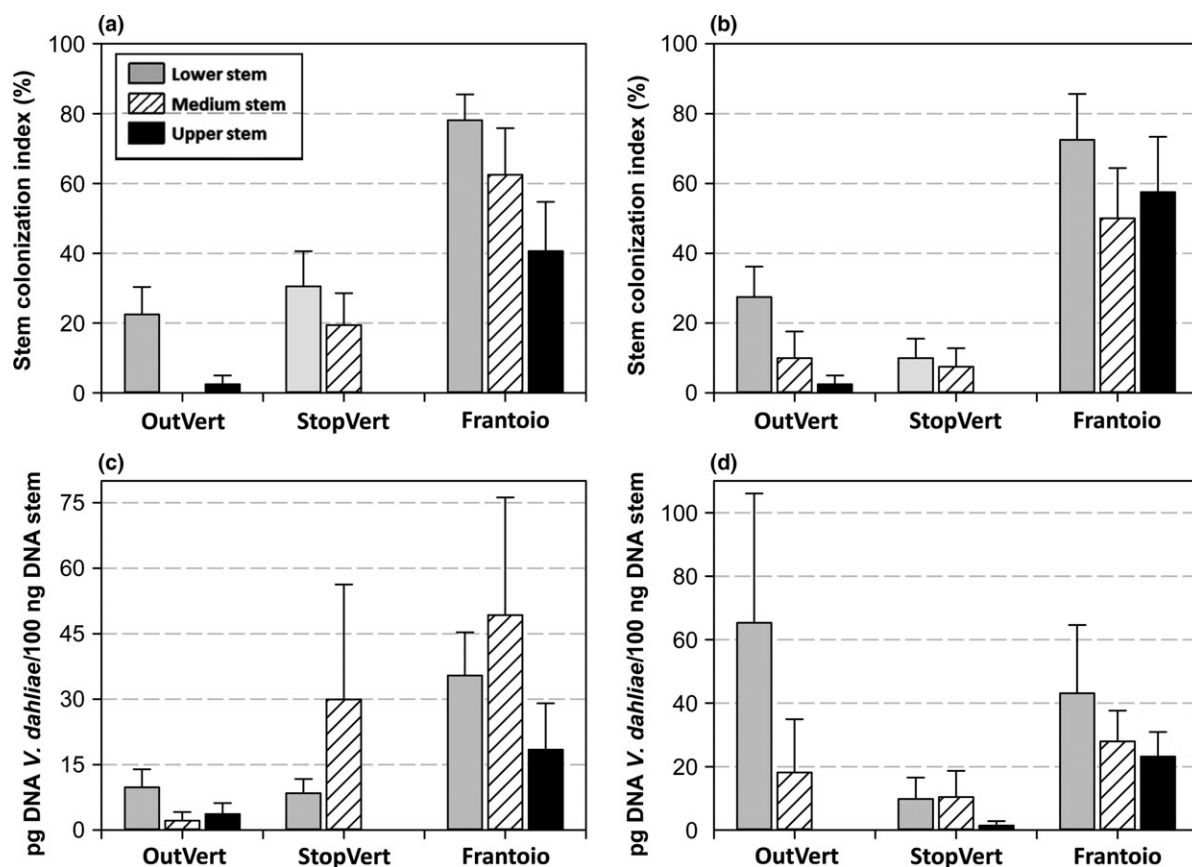 (a)
Stem colonization index (%)
100
80
60
40
20
0
Lower stem
Medium stem
Upper stem
OutVert StopVert Frantoio
(b)
Stem colonization index (%)
100
80
60
40
20
0
OutVert StopVert Frantoio
(c)
pg DNA V. dahliae/100 ng DNA stem
75
60
45
30
15
0
OutVert StopVert Frantoio
(d)
pg DNA V. dahliae/100 ng DNA stem
100
80
60
40
20
0
OutVert StopVert Frantoio